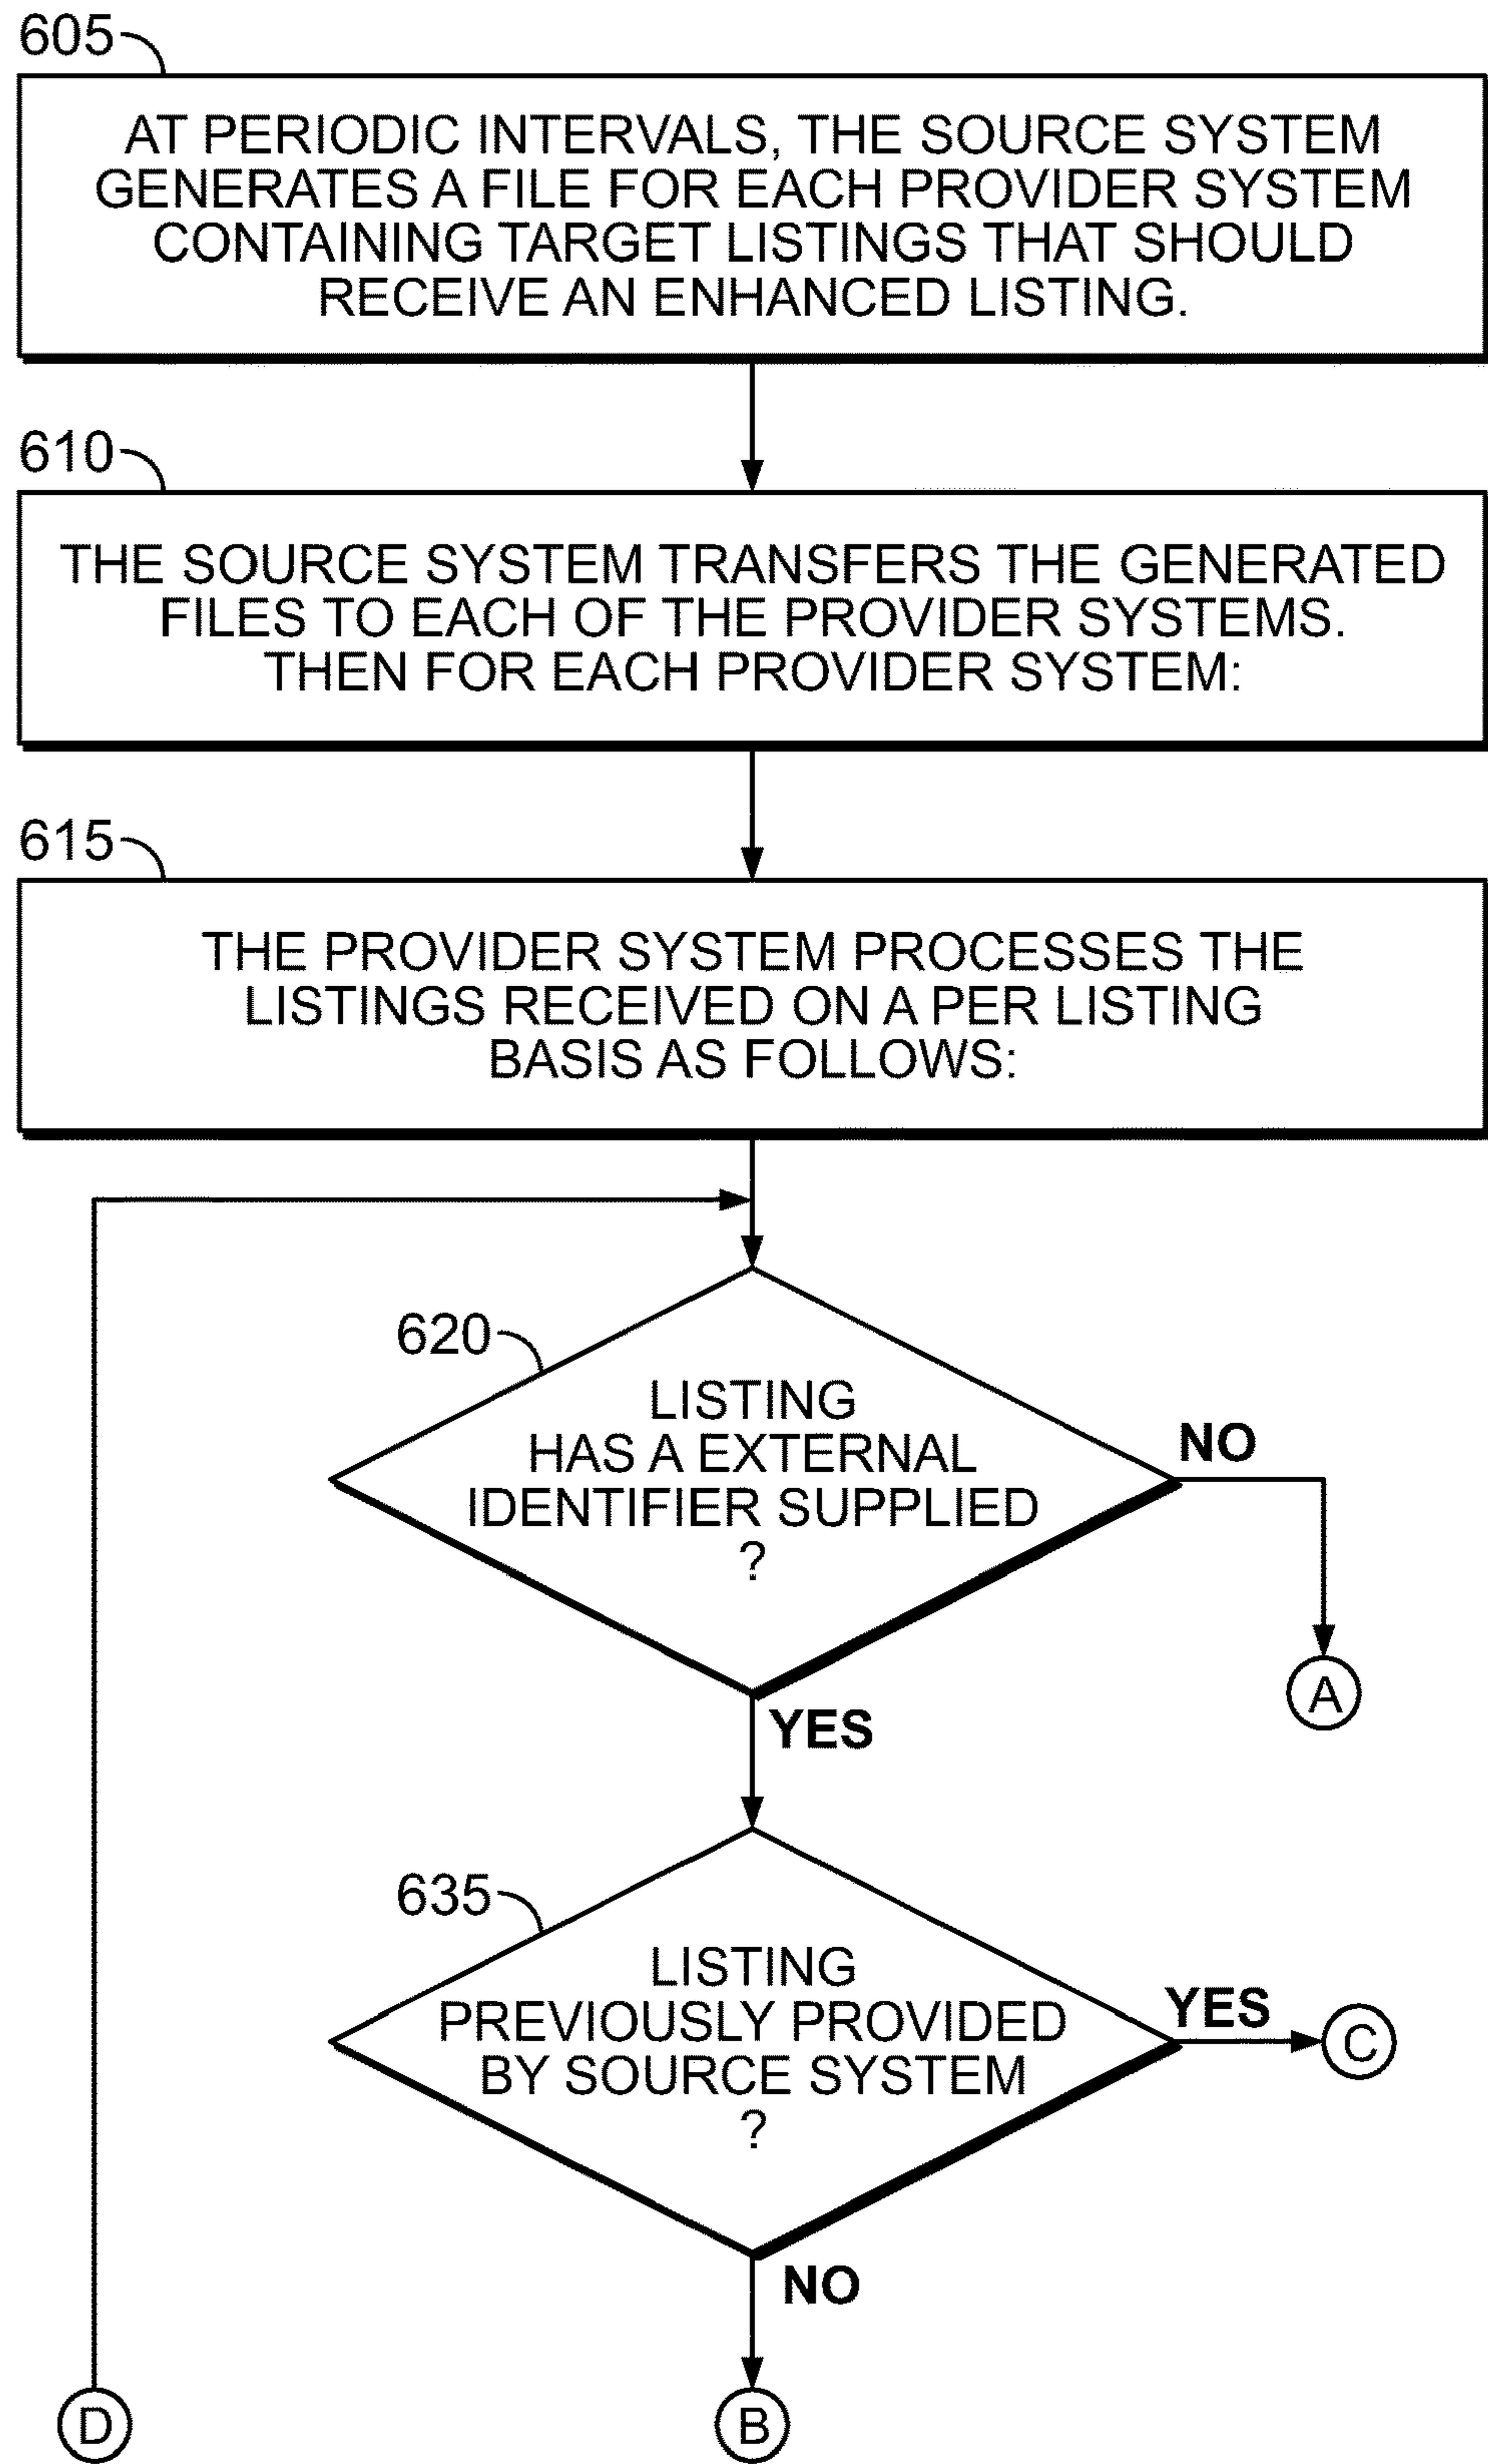 605
AT PERIODIC INTERVALS, THE SOURCE SYSTEM
GENERATES A FILE FOR EACH PROVIDER SYSTEM
CONTAINING TARGET LISTINGS THAT SHOULD
RECEIVE AN ENHANCED LISTING.
610
THE SOURCE SYSTEM TRANSFERS THE GENERATED
FILES TO EACH OF THE PROVIDER SYSTEMS.
THEN FOR EACH PROVIDER SYSTEM:
615
THE PROVIDER SYSTEM PROCESSES THE
LISTINGS RECEIVED ON A PER LISTING
BASIS AS FOLLOWS:
620
LISTING
HAS A EXTERNAL
IDENTIFIER SUPPLIED
?
NO
A
YES
635
LISTING
PREVIOUSLY PROVIDED
BY SOURCE SYSTEM
?
YES
C
NO
D
B